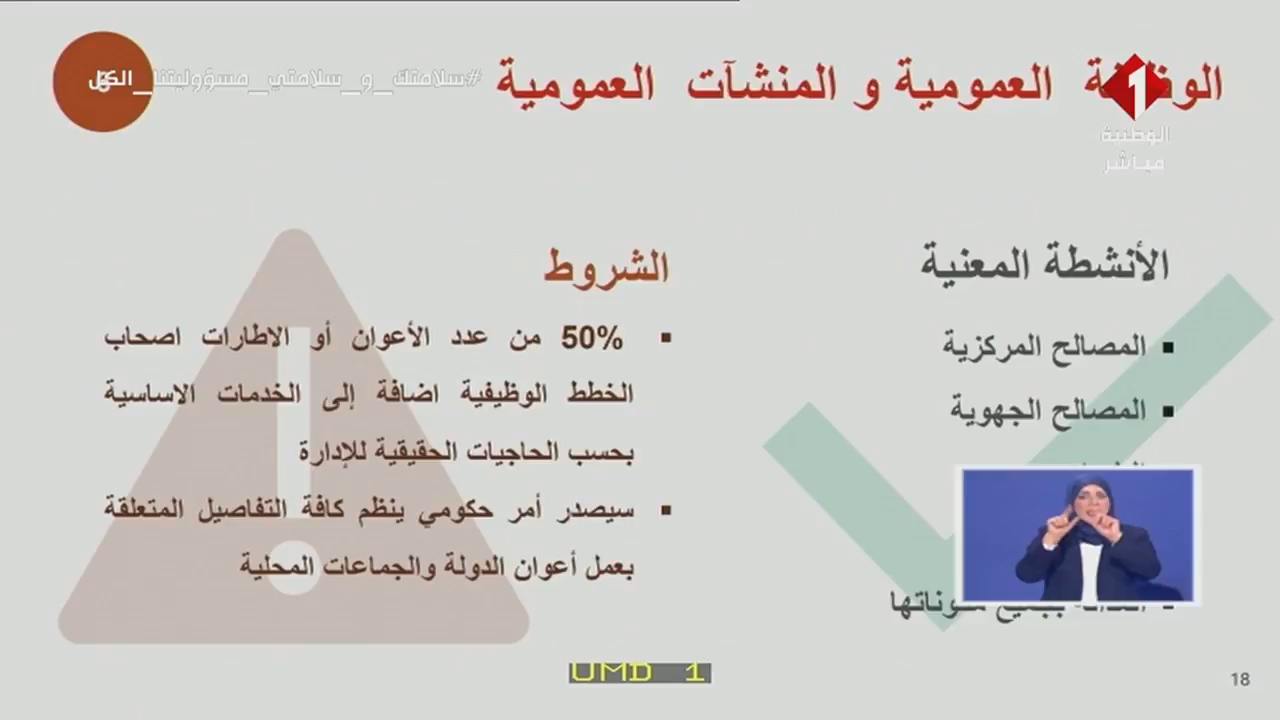 الوظيفة العمومية و المنشآت العمومية
#سلامتك_و_سلامتي_مسؤوليتنا_الكل
1
الوطنية
مباشر
الأنشطة المعنية
المصالح المركزية
المصالح الجهوية
بجميع
الشروط
50% من عدد الأعوان أو الاطارات اصحاب
الخطط الوظيفية اضافة إلى الخدمات الاساسية
بحسب الحاجيات الحقيقية للإدارة
سيصدر أمر حكومي ينظم كافة التفاصيل المتعلقة
بعمل أعوان الدولة والجماعات المحلية
UMD 1
18